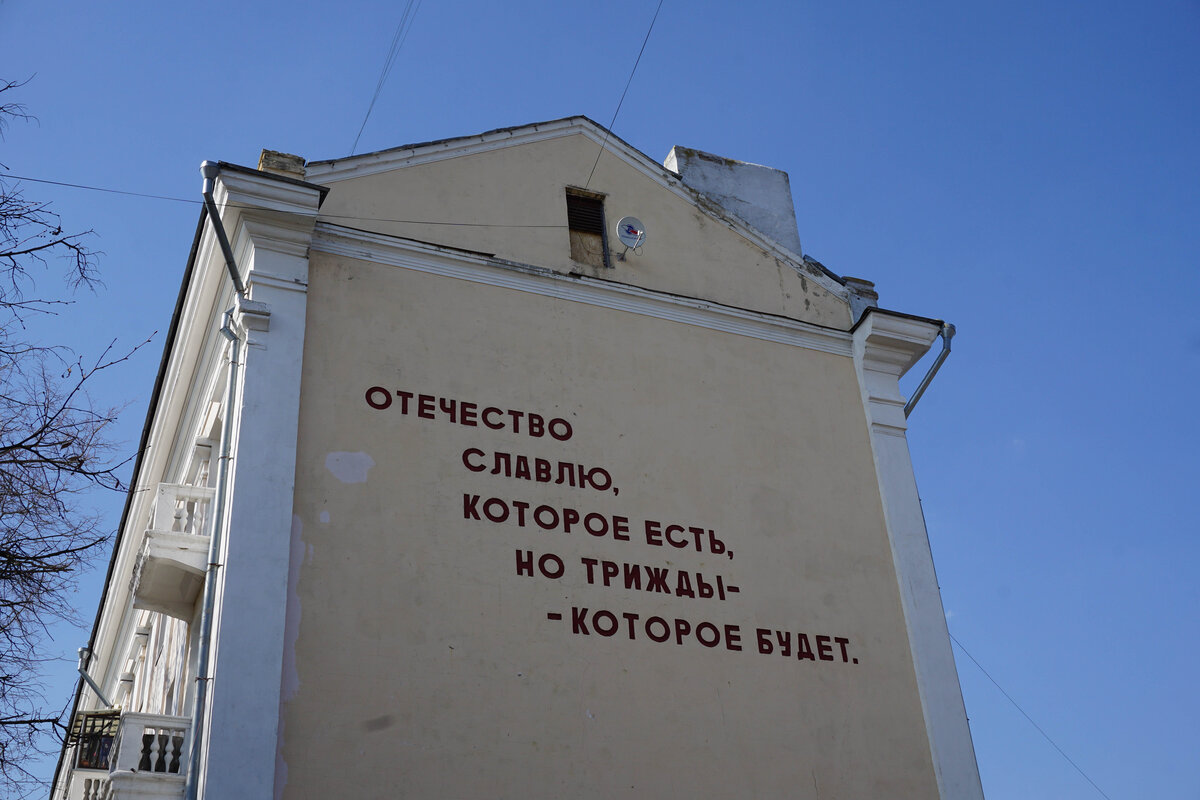 ОТЕЧЕСТВО
СЛАВЛЮ,
КОТОРОЕ ЕСТЬ,
НО ТРИЖДЫ-
-КОТОРОЕ БУДЕТ.